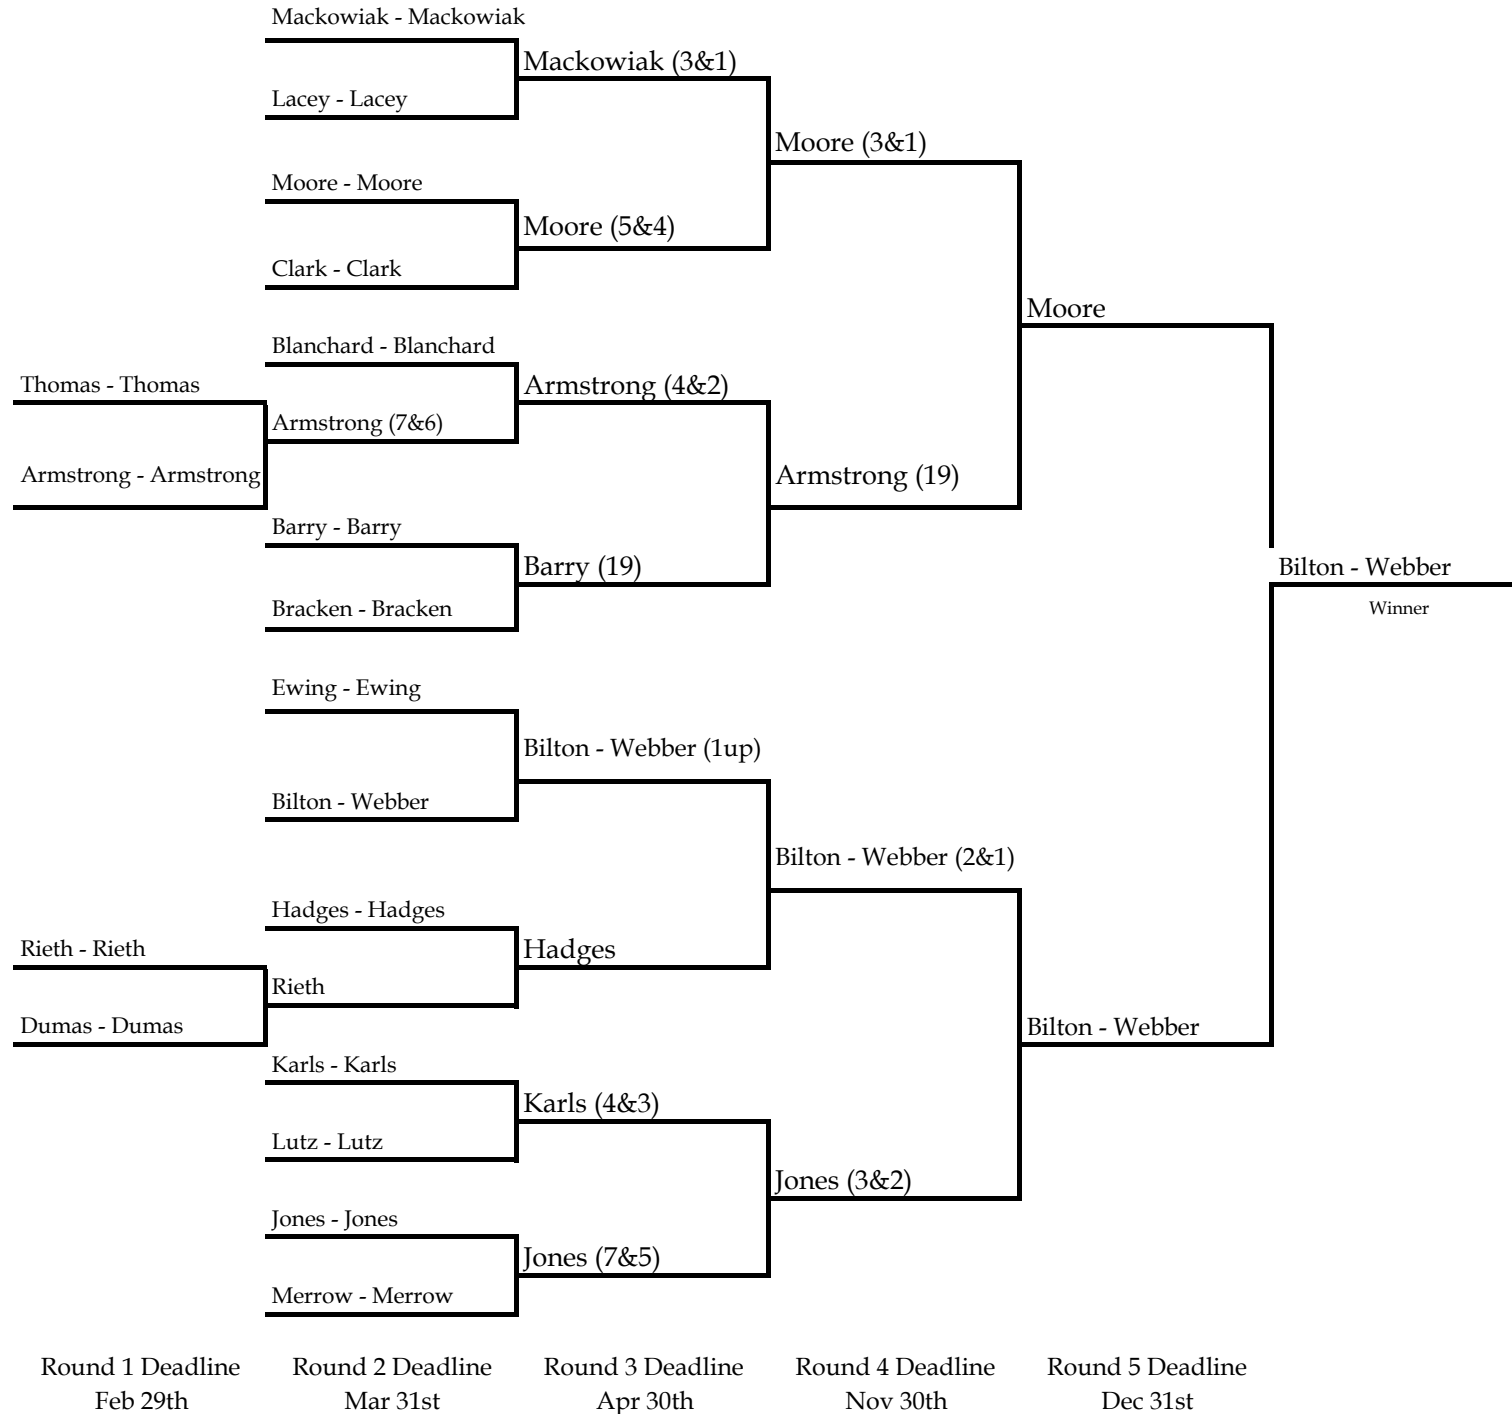 Mackowiak - Mackowiak
Mackowiak (3&1)
Lacey - Lacey
Moore (3&1)
Moore - Moore
Moore (5&4)
Clark - Clark
Moore
Blanchard - Blanchard
Thomas - Thomas
Armstrong (4&2)
Armstrong (7&6)
Armstrong - Armstrong
Armstrong (19)
Barry - Barry
Barry (19)
Bilton - Webber
Bracken - Bracken
Winner
Ewing - Ewing
Bilton - Webber (1up)
Bilton - Webber
Bilton - Webber (2&1)
Hadges - Hadges
Rieth - Rieth
Hadges
Rieth
Dumas - Dumas
Bilton - Webber
Karls - Karls
Karls (4&3)
Lutz - Lutz
Jones (3&2)
Jones - Jones
Jones (7&5)
Merrow - Merrow
Round 1 Deadline
Feb 29th
Round 2 Deadline
Mar 31st
Round 3 Deadline
Apr 30th
Round 4 Deadline
Nov 30th
Round 5 Deadline
Dec 31st